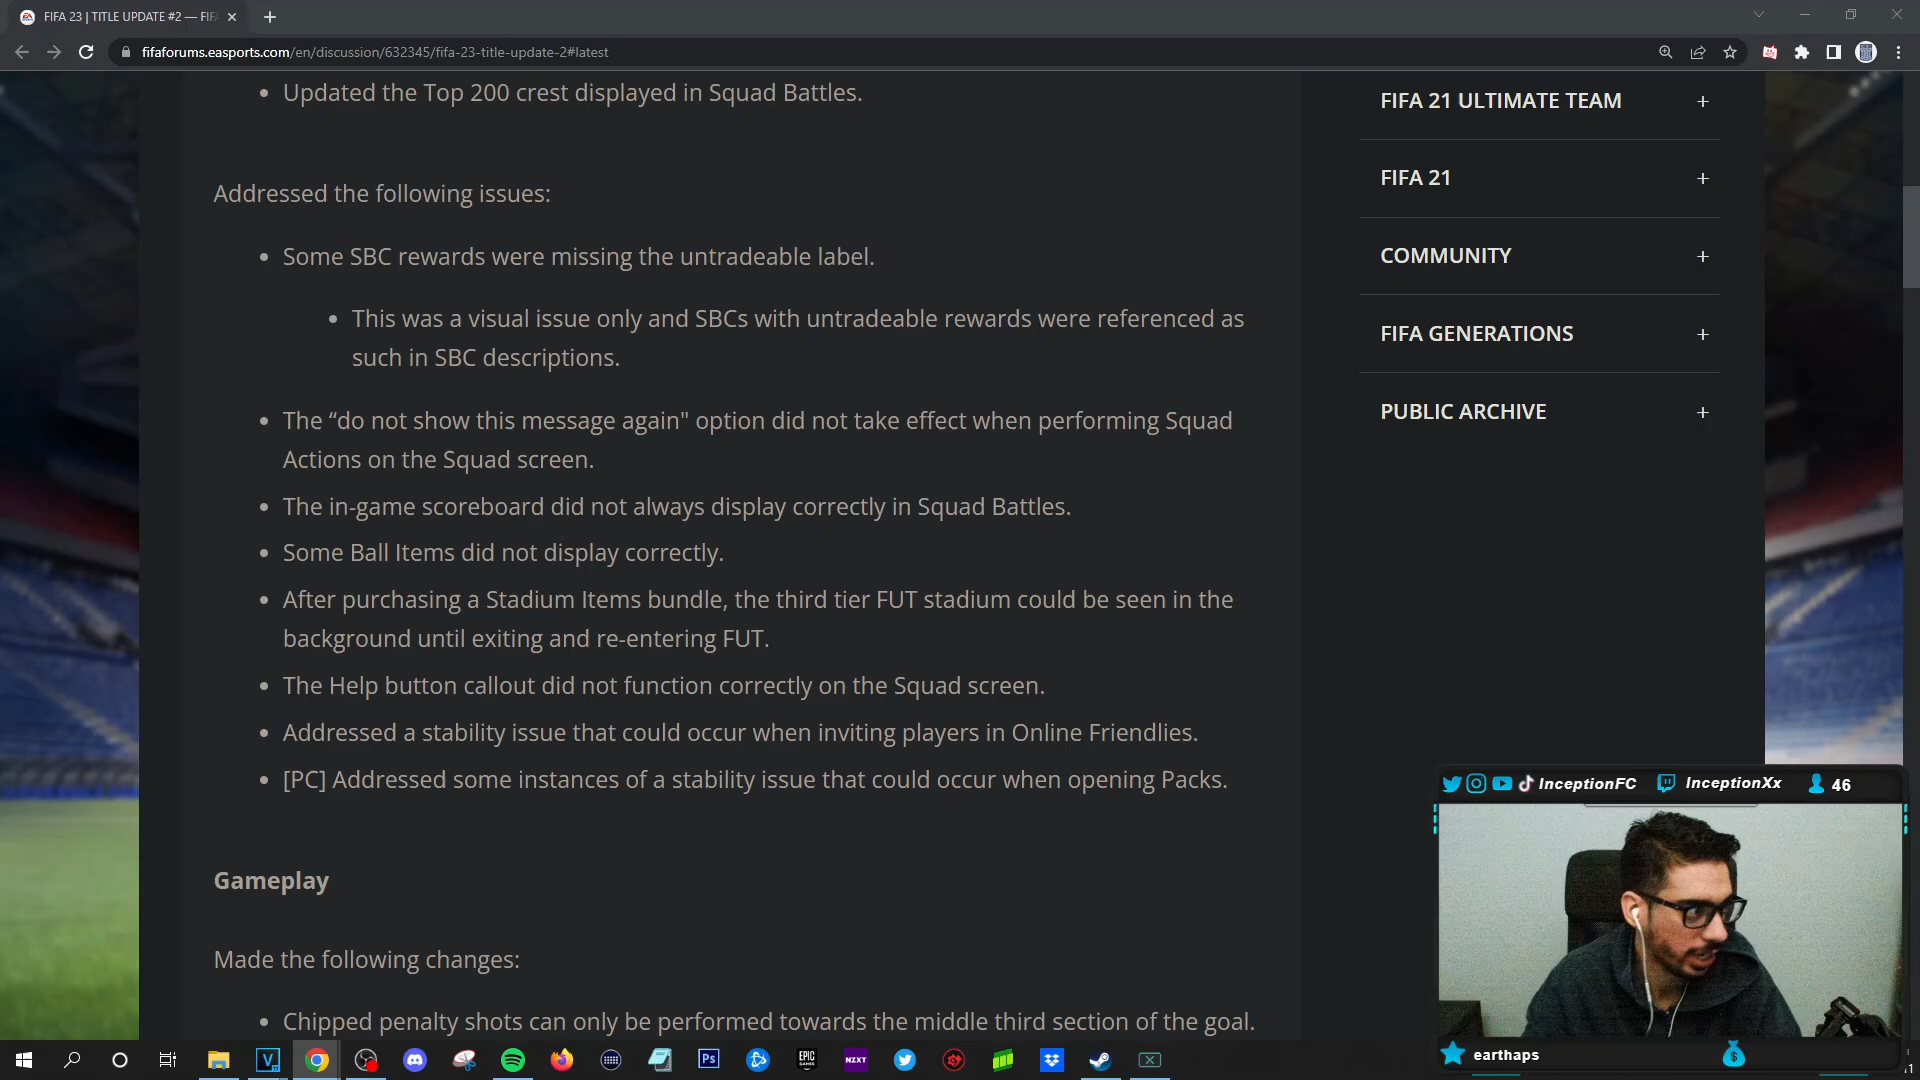 FIFA 23 | TITLE UPDATE #2 — FIF
fifaforums.easports.com/en/discussion/632345/fifa-23-title-update-2#latest
• Updated the Top 200 crest displayed in Squad Battles.
Addressed the following issues:
• Some SBC rewards were missing the untradeable label.
• This was a visual issue only and SBCs with untradeable rewards were referenced as
such in SBC descriptions.
• The “do not show this message again" option did not take effect when performing Squad
Actions on the Squad screen.
• The in-game scoreboard did not always display correctly in Squad Battles.
• Some Ball Items did not display correctly.
• After purchasing a Stadium Items bundle, the third tier FUT stadium could be seen in the
background until exiting and re-entering FUT.
• The Help button callout did not function correctly on the Squad screen.
• Addressed a stability issue that could occur when inviting players in Online Friendlies.
• [PC] Addressed some instances of a stability issue that could occur when opening Packs.
Gameplay
Made the following changes:
• Chipped penalty shots can only be performed towards the middle third section of the goal.
FIFA 21 ULTIMATE TEAM +
FIFA 21 +
COMMUNITY +
FIFA GENERATIONS +
PUBLIC ARCHIVE +
InceptionFC InceptionXx 46
earthaps
Ps
EPIC GAMES
NZXT